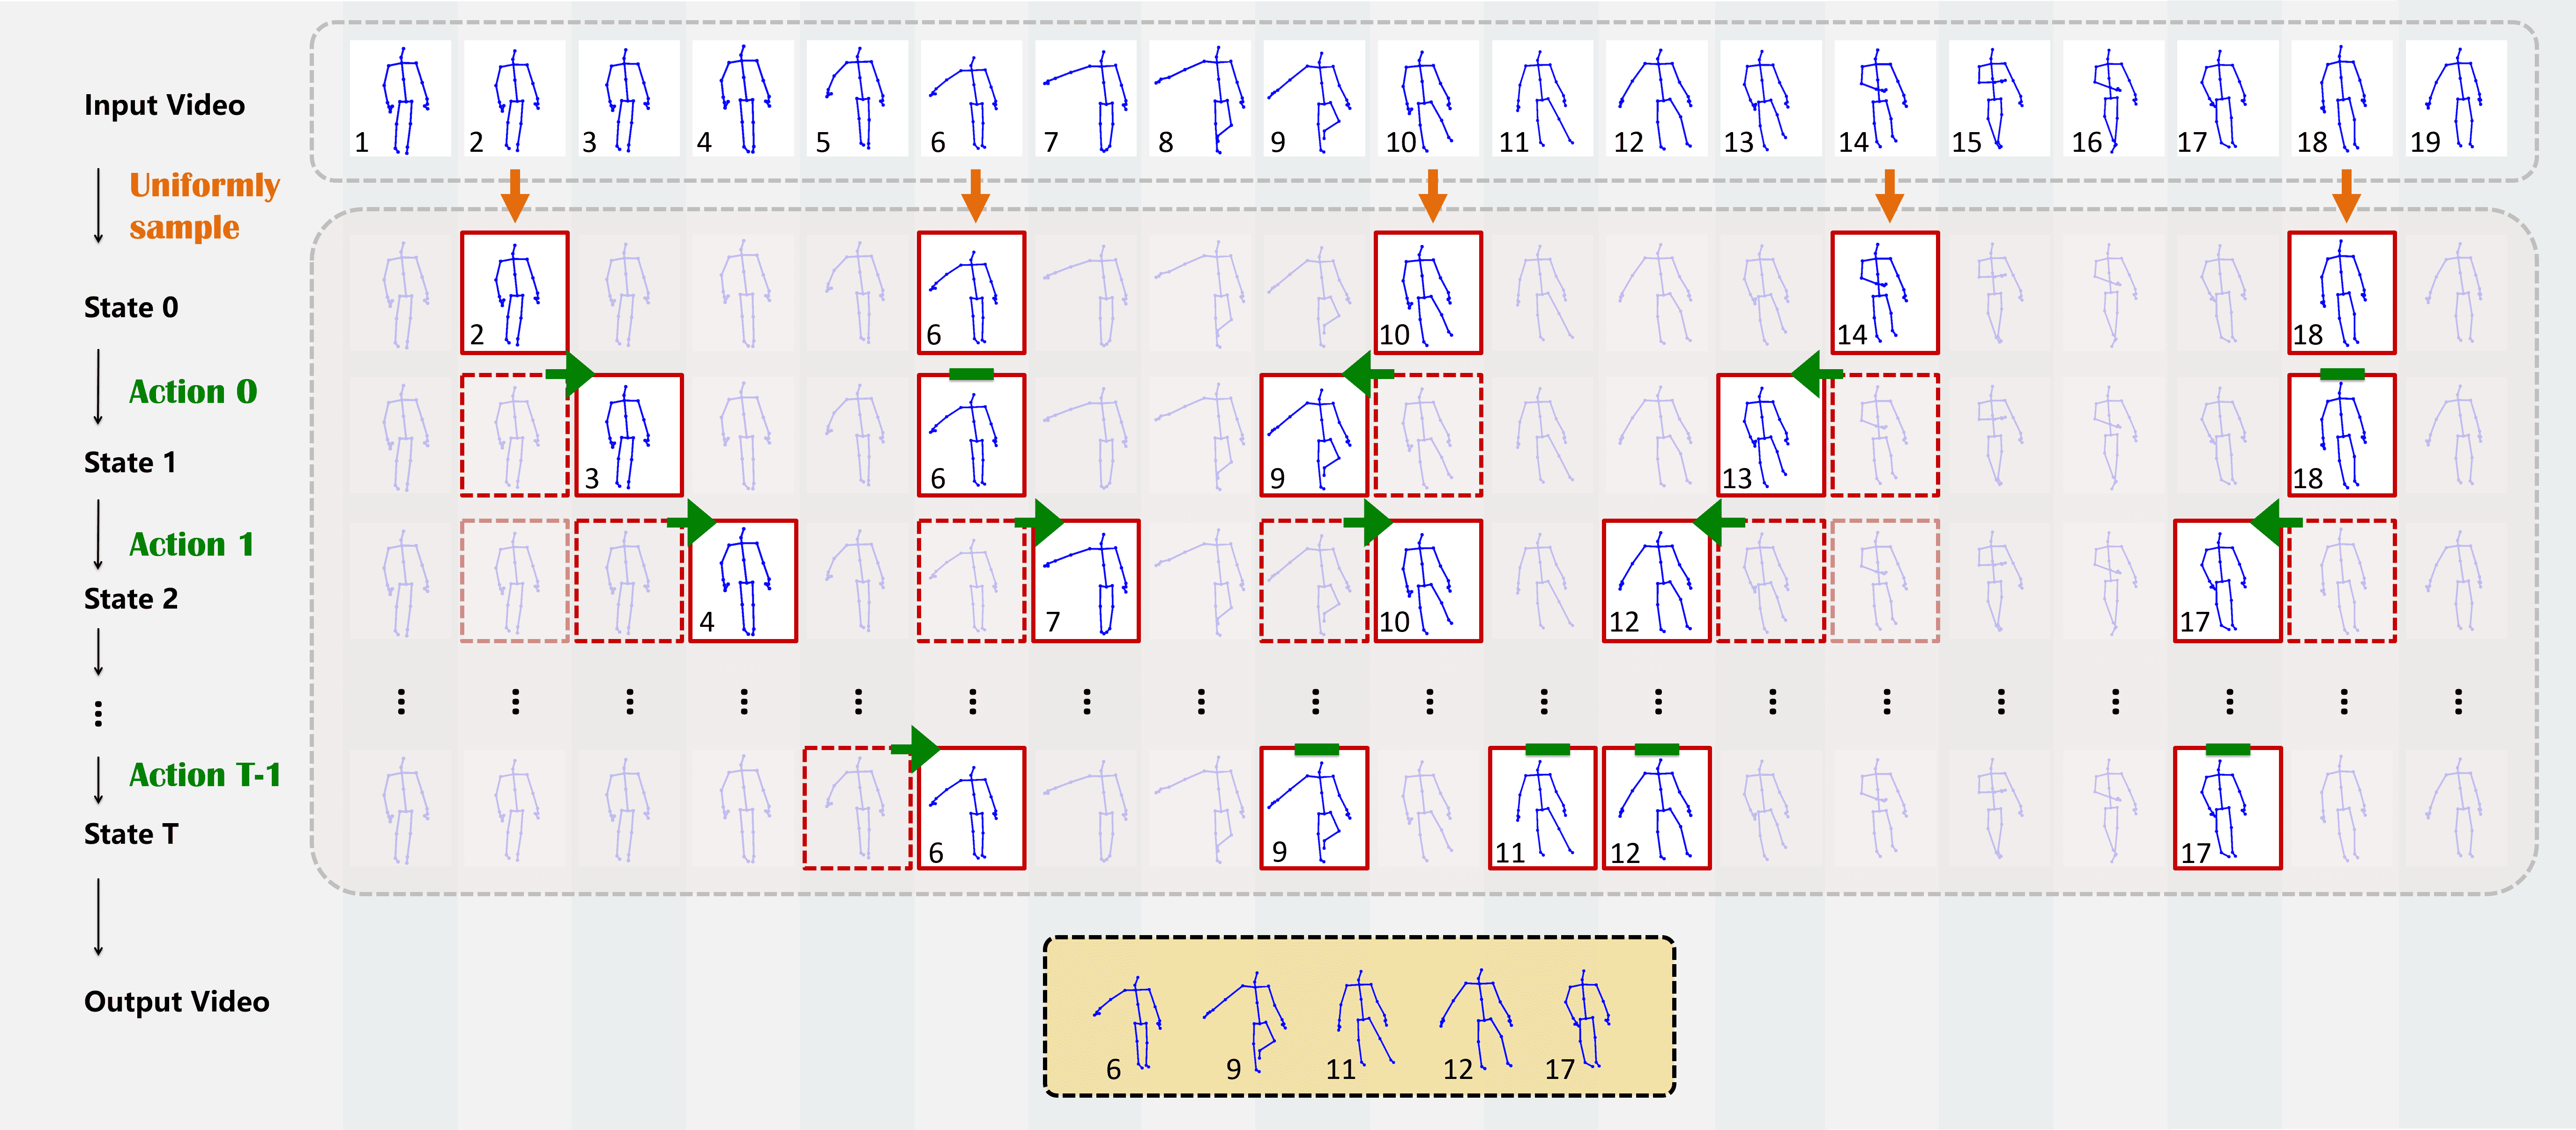 Input Video
1 2 3 4 5 6 7 8 9 10 11 12 13 14 15 16 17 18 19
Uniformly
sample
State 0
2 6 10 14 18
Action 0
State 1
3 6 9 13 18
Action 1
State 2
4 7 10 12 17
Action T-1
State T
6 9 11 12 17
Output Video
6 9 11 12 17